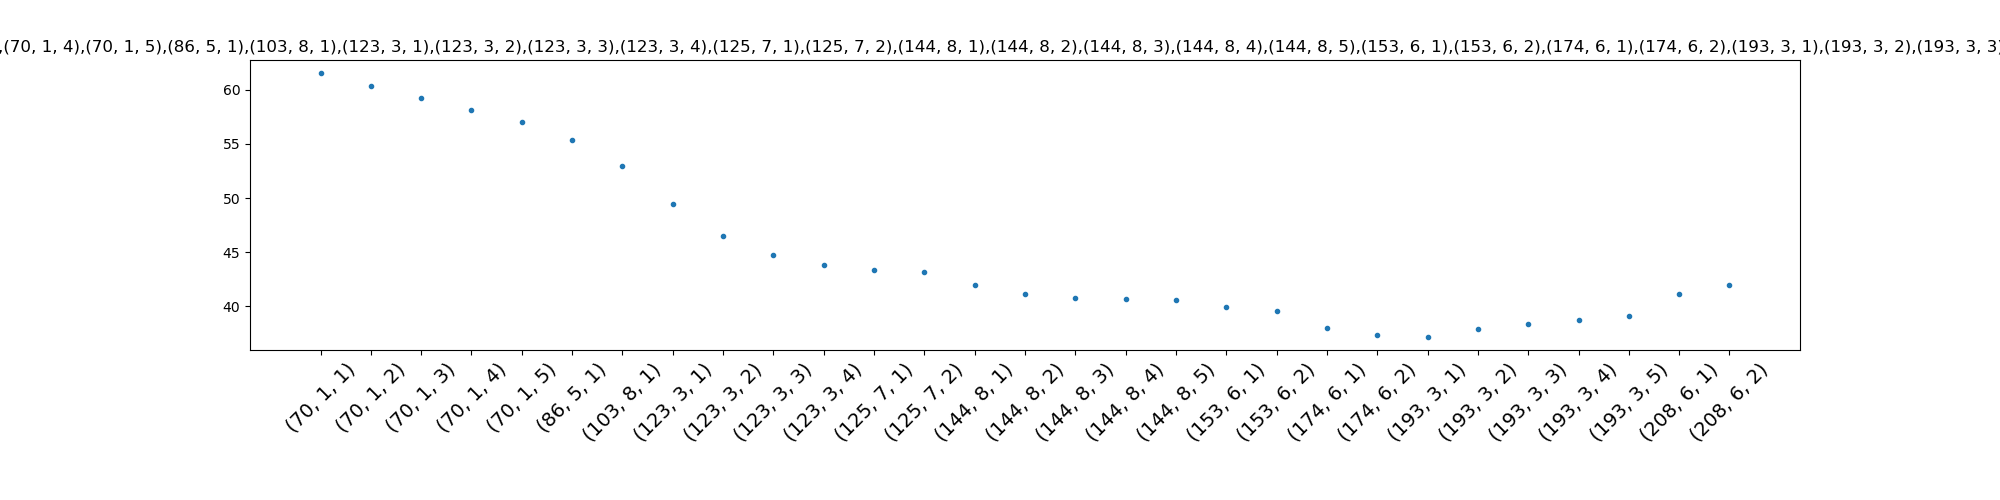 ,(70, 1, 4),(70, 1, 5),(86, 5, 1),(103, 8, 1),(123, 3, 1),(123, 3, 2),(123, 3, 3),(123, 3, 4),(125, 7, 1),(125, 7, 2),(144, 8, 1),(144, 8, 2),(144, 8, 3),(144, 8, 4),(144, 8, 5),(153, 6, 1),(153, 6, 2),(174, 6, 1),(174, 6, 2),(193, 3, 1),(193, 3, 2),(193, 3, 3)
60
55
50
45
40
(70, 1, 1)
(70, 1, 2)
(70, 1, 3)
(70, 1, 4)
(70, 1, 5)
(86, 5, 1)
(103, 8, 1)
(123, 3, 1)
(123, 3, 2)
(123, 3, 3)
(123, 3, 4)
(125, 7, 1)
(125, 7, 2)
(144, 8, 1)
(144, 8, 2)
(144, 8, 3)
(144, 8, 4)
(144, 8, 5)
(153, 6, 1)
(153, 6, 2)
(174, 6, 1)
(174, 6, 2)
(193, 3, 1)
(193, 3, 2)
(193, 3, 3)
(193, 3, 4)
(193, 3, 5)
(208, 6, 1)
(208, 6, 2)